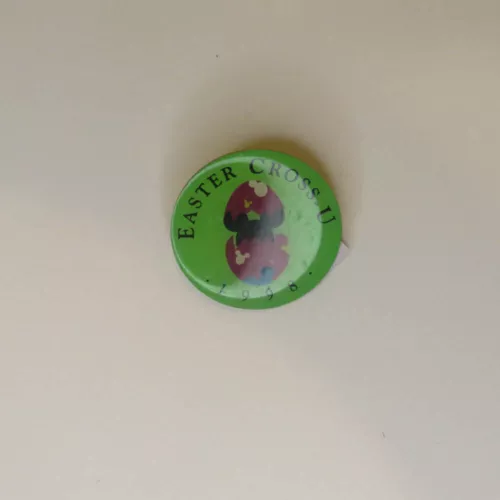 EASTER CROSS U
· 1998 ·